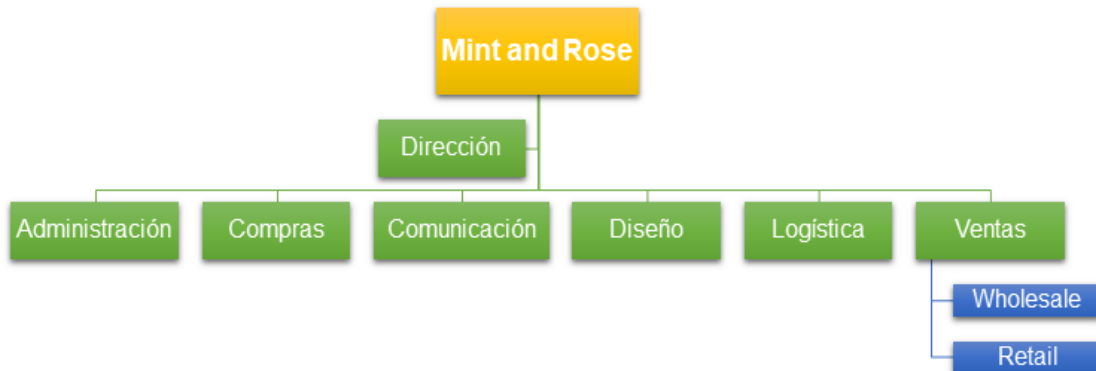 Mint and Rose
Dirección
Administración
Compras
Comunicación
Diseño
Logística
Ventas
Wholesale
Retail